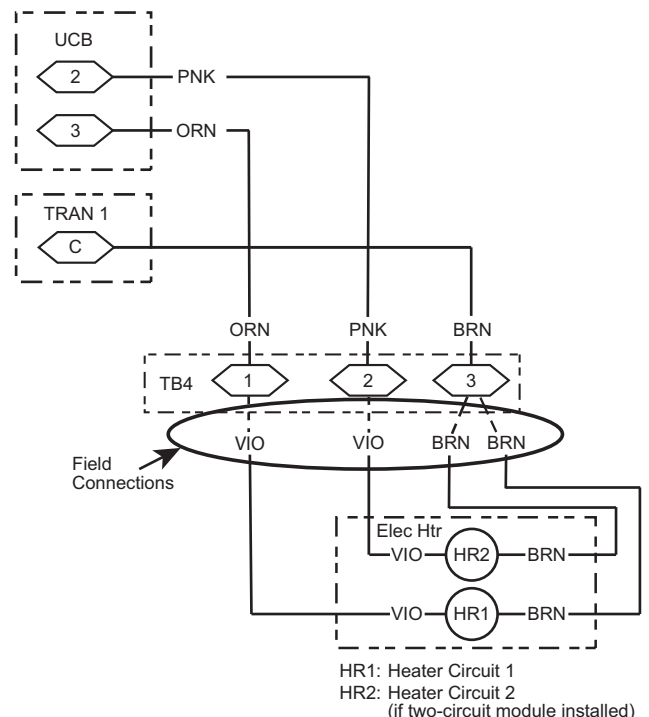 UCB
2
PNK
3
ORN
TRAN 1
C
ORN PNK BRN
TB4 1 2 3
VIO VIO BRN BRN
Field
Connections
Elec Htr
VIO HR2 BRN
VIO HR1 BRN
HR1: Heater Circuit 1
HR2: Heater Circuit 2
(if two-circuit module installed)